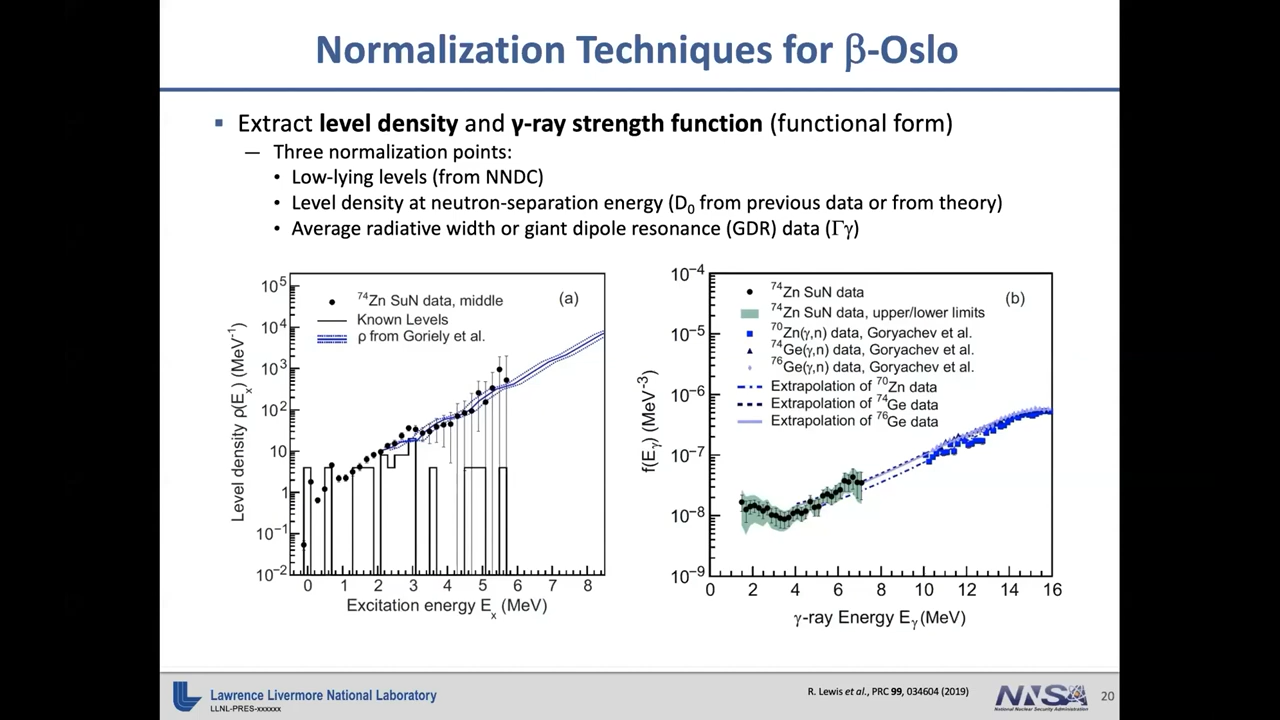 Normalization Techniques for β-Oslo
▪ Extract level density and γ-ray strength function (functional form)
— Three normalization points:
• Low-lying levels (from NNDC)
• Level density at neutron-separation energy (D0 from previous data or from theory)
• Average radiative width or giant dipole resonance (GDR) data (Γγ)
Level density ρ(Ex) (MeV-1)
10^5
10^4
10^3
10^2
10
1
10^-1
10^-2
74Zn SuN data, middle
(a)
Known Levels
ρ from Goriely et al.
0 1 2 3 4 5 6 7 8
Excitation energy Ex (MeV)
f(Eγ) (MeV-3)
10^-4
10^-5
10^-6
10^-7
10^-8
10^-9
74Zn SuN data
(b)
74Zn SuN data, upper/lower limits
70Zn(γ,n) data, Goryachev et al.
74Ge(γ,n) data, Goryachev et al.
76Ge(γ,n) data, Goryachev et al.
Extrapolation of 70Zn data
Extrapolation of 74Ge data
Extrapolation of 76Ge data
0 2 4 6 8 10 12 14 16
γ-ray Energy Eγ (MeV)
Lawrence Livermore National Laboratory
LLNL-PRES-xxxxxx
R. Lewis et al., PRC 99, 034604 (2019)
NNSA
National Nuclear Security Administration
20